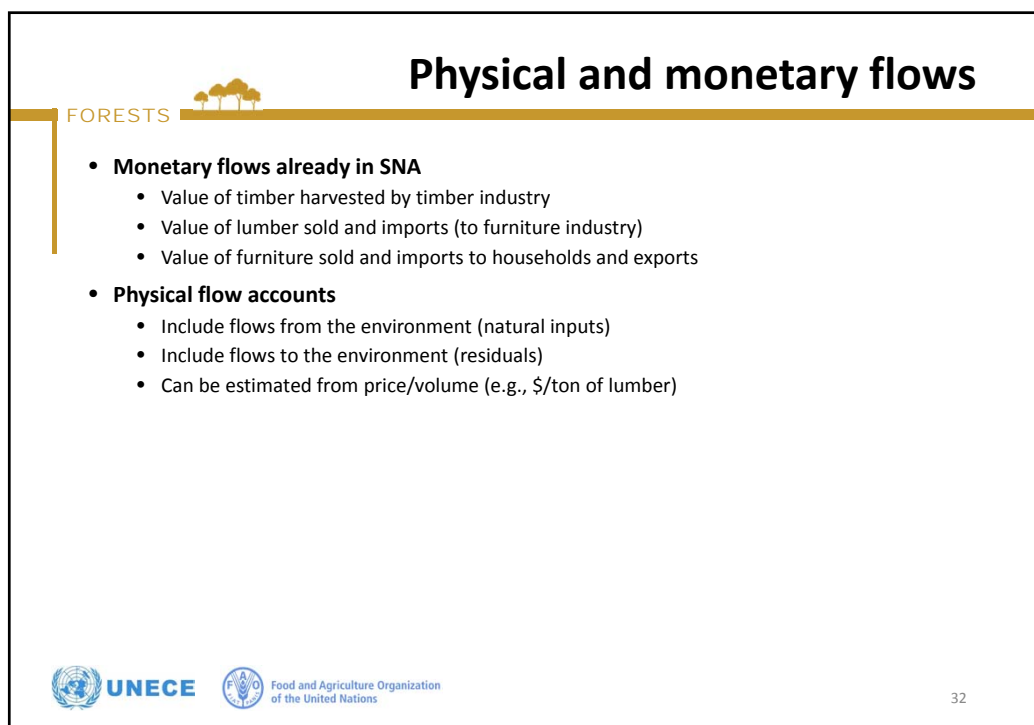 Physical and monetary flows
FORESTS
• Monetary flows already in SNA
• Value of timber harvested by timber industry
• Value of lumber sold and imports (to furniture industry)
• Value of furniture sold and imports to households and exports
• Physical flow accounts
• Include flows from the environment (natural inputs)
• Include flows to the environment (residuals)
• Can be estimated from price/volume (e.g., $/ton of lumber)
UNECE
F A O
FIAT PANIS
Food and Agriculture Organization
of the United Nations
32